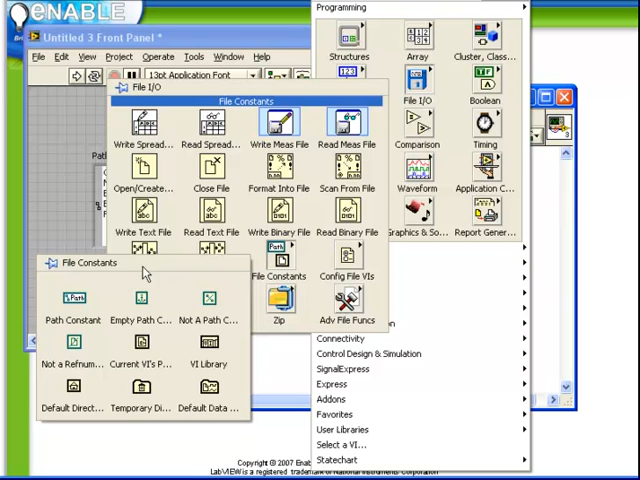 eNABLE
Programming
Untitled 3 Front Panel *
File Edit View Project Operate Tools Window Help
13pt Application Font
Structures
Array
Cluster, Class...
File I/O
File Constants
File I/O
Boolean
Write Spread...
Read Spread...
Write Meas File
Read Meas File
Comparison
Timing
Open/Create...
Close File
Format Into File
Scan From File
Waveform
Application C...
Write Text File
Read Text File
Write Binary File
Read Binary File
Graphics & So...
Report Gener...
File Constants
File Constants
Config File VIs
Path Constant
Empty Path C...
Not A Path C...
Zip
Adv File Funcs
Not a Refnum...
Current VI's P...
VI Library
Default Direct...
Temporary Di...
Default Data ...
Connectivity
Control Design & Simulation
SignalExpress
Express
Addons
Favorites
User Libraries
Select a VI...
Statechart
Copyright © 2007
LabVIEW is a registered trademark of National Instruments Corporation